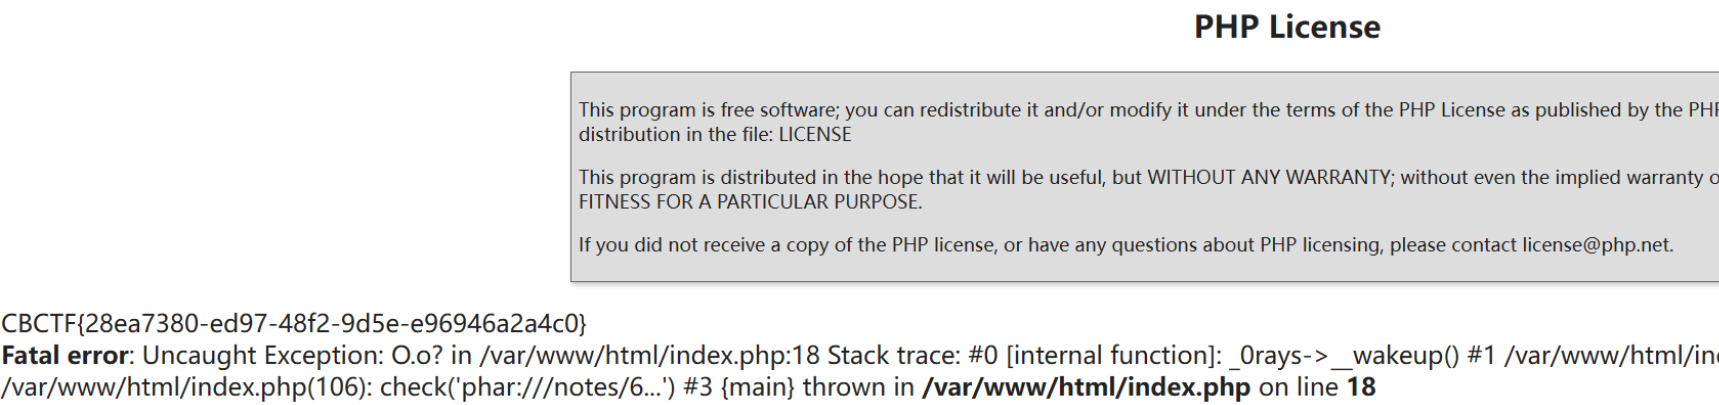 PHP License
This program is free software; you can redistribute it and/or modify it under the terms of the PHP License as published by the PHP
distribution in the file: LICENSE
This program is distributed in the hope that it will be useful, but WITHOUT ANY WARRANTY; without even the implied warranty
FITNESS FOR A PARTICULAR PURPOSE.
If you did not receive a copy of the PHP license, or have any questions about PHP licensing, please contact license@php.net.
CBCTF{28ea7380-ed97-48f2-9d5e-e96946a2a4c0}
Fatal error: Uncaught Exception: O.o? in /var/www/html/index.php:18 Stack trace: #0 [internal function]: _0rays->__wakeup() #1 /var/www/html/in
/var/www/html/index.php(106): check('phar:///notes/6...') #3 {main} thrown in /var/www/html/index.php on line 18